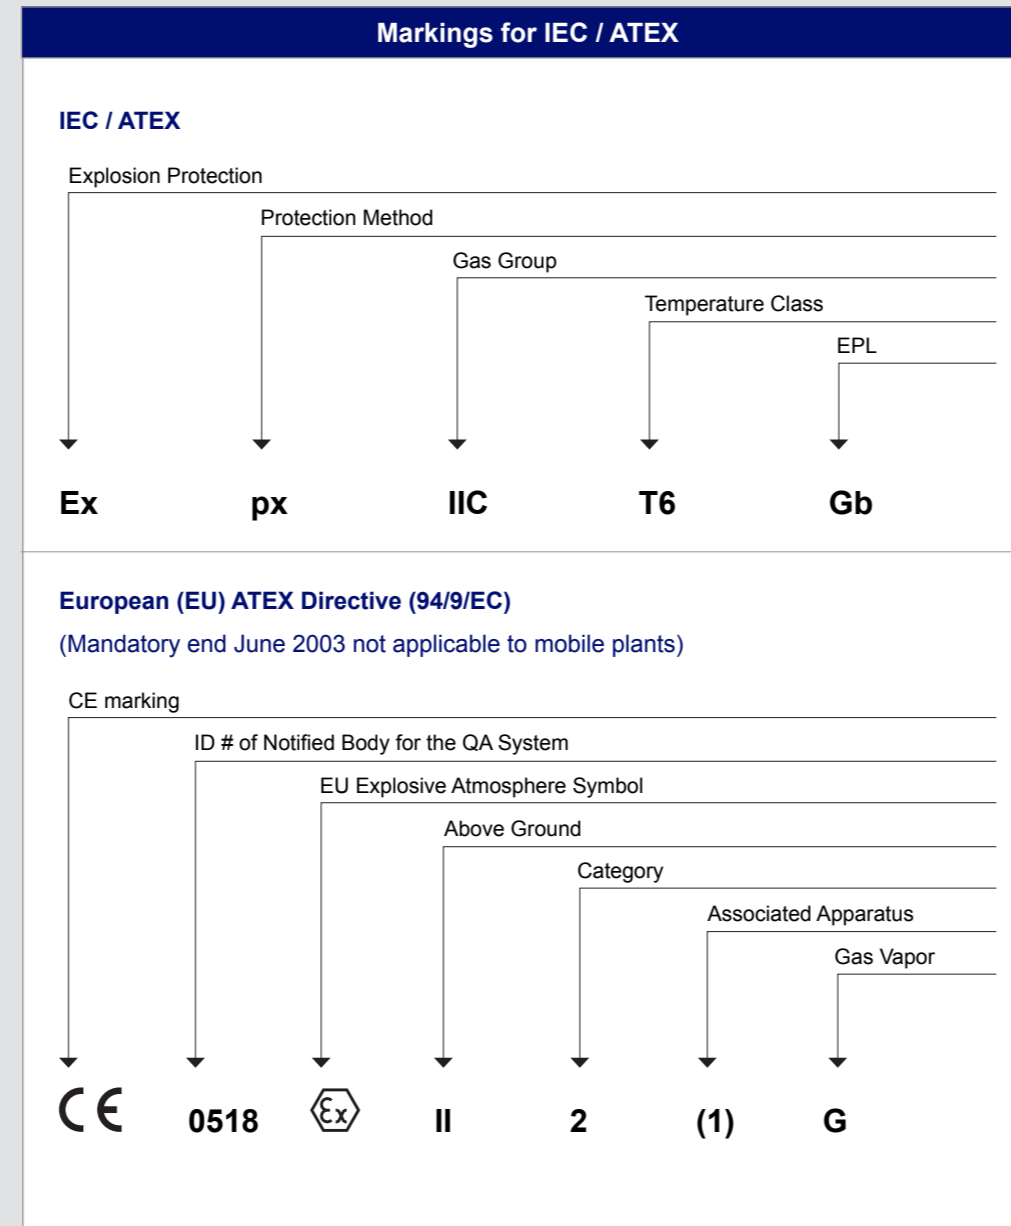 Markings for IEC / ATEX
IEC / ATEX
Explosion Protection
Protection Method
Gas Group
Temperature Class
EPL
Ex px IIC T6 Gb
European (EU) ATEX Directive (94/9/EC)
(Mandatory end June 2003 not applicable to mobile plants)
CE marking
ID # of Notified Body for the QA System
EU Explosive Atmosphere Symbol
Above Ground
Category
Associated Apparatus
Gas Vapor
CE 0518 Ex II 2 (1) G